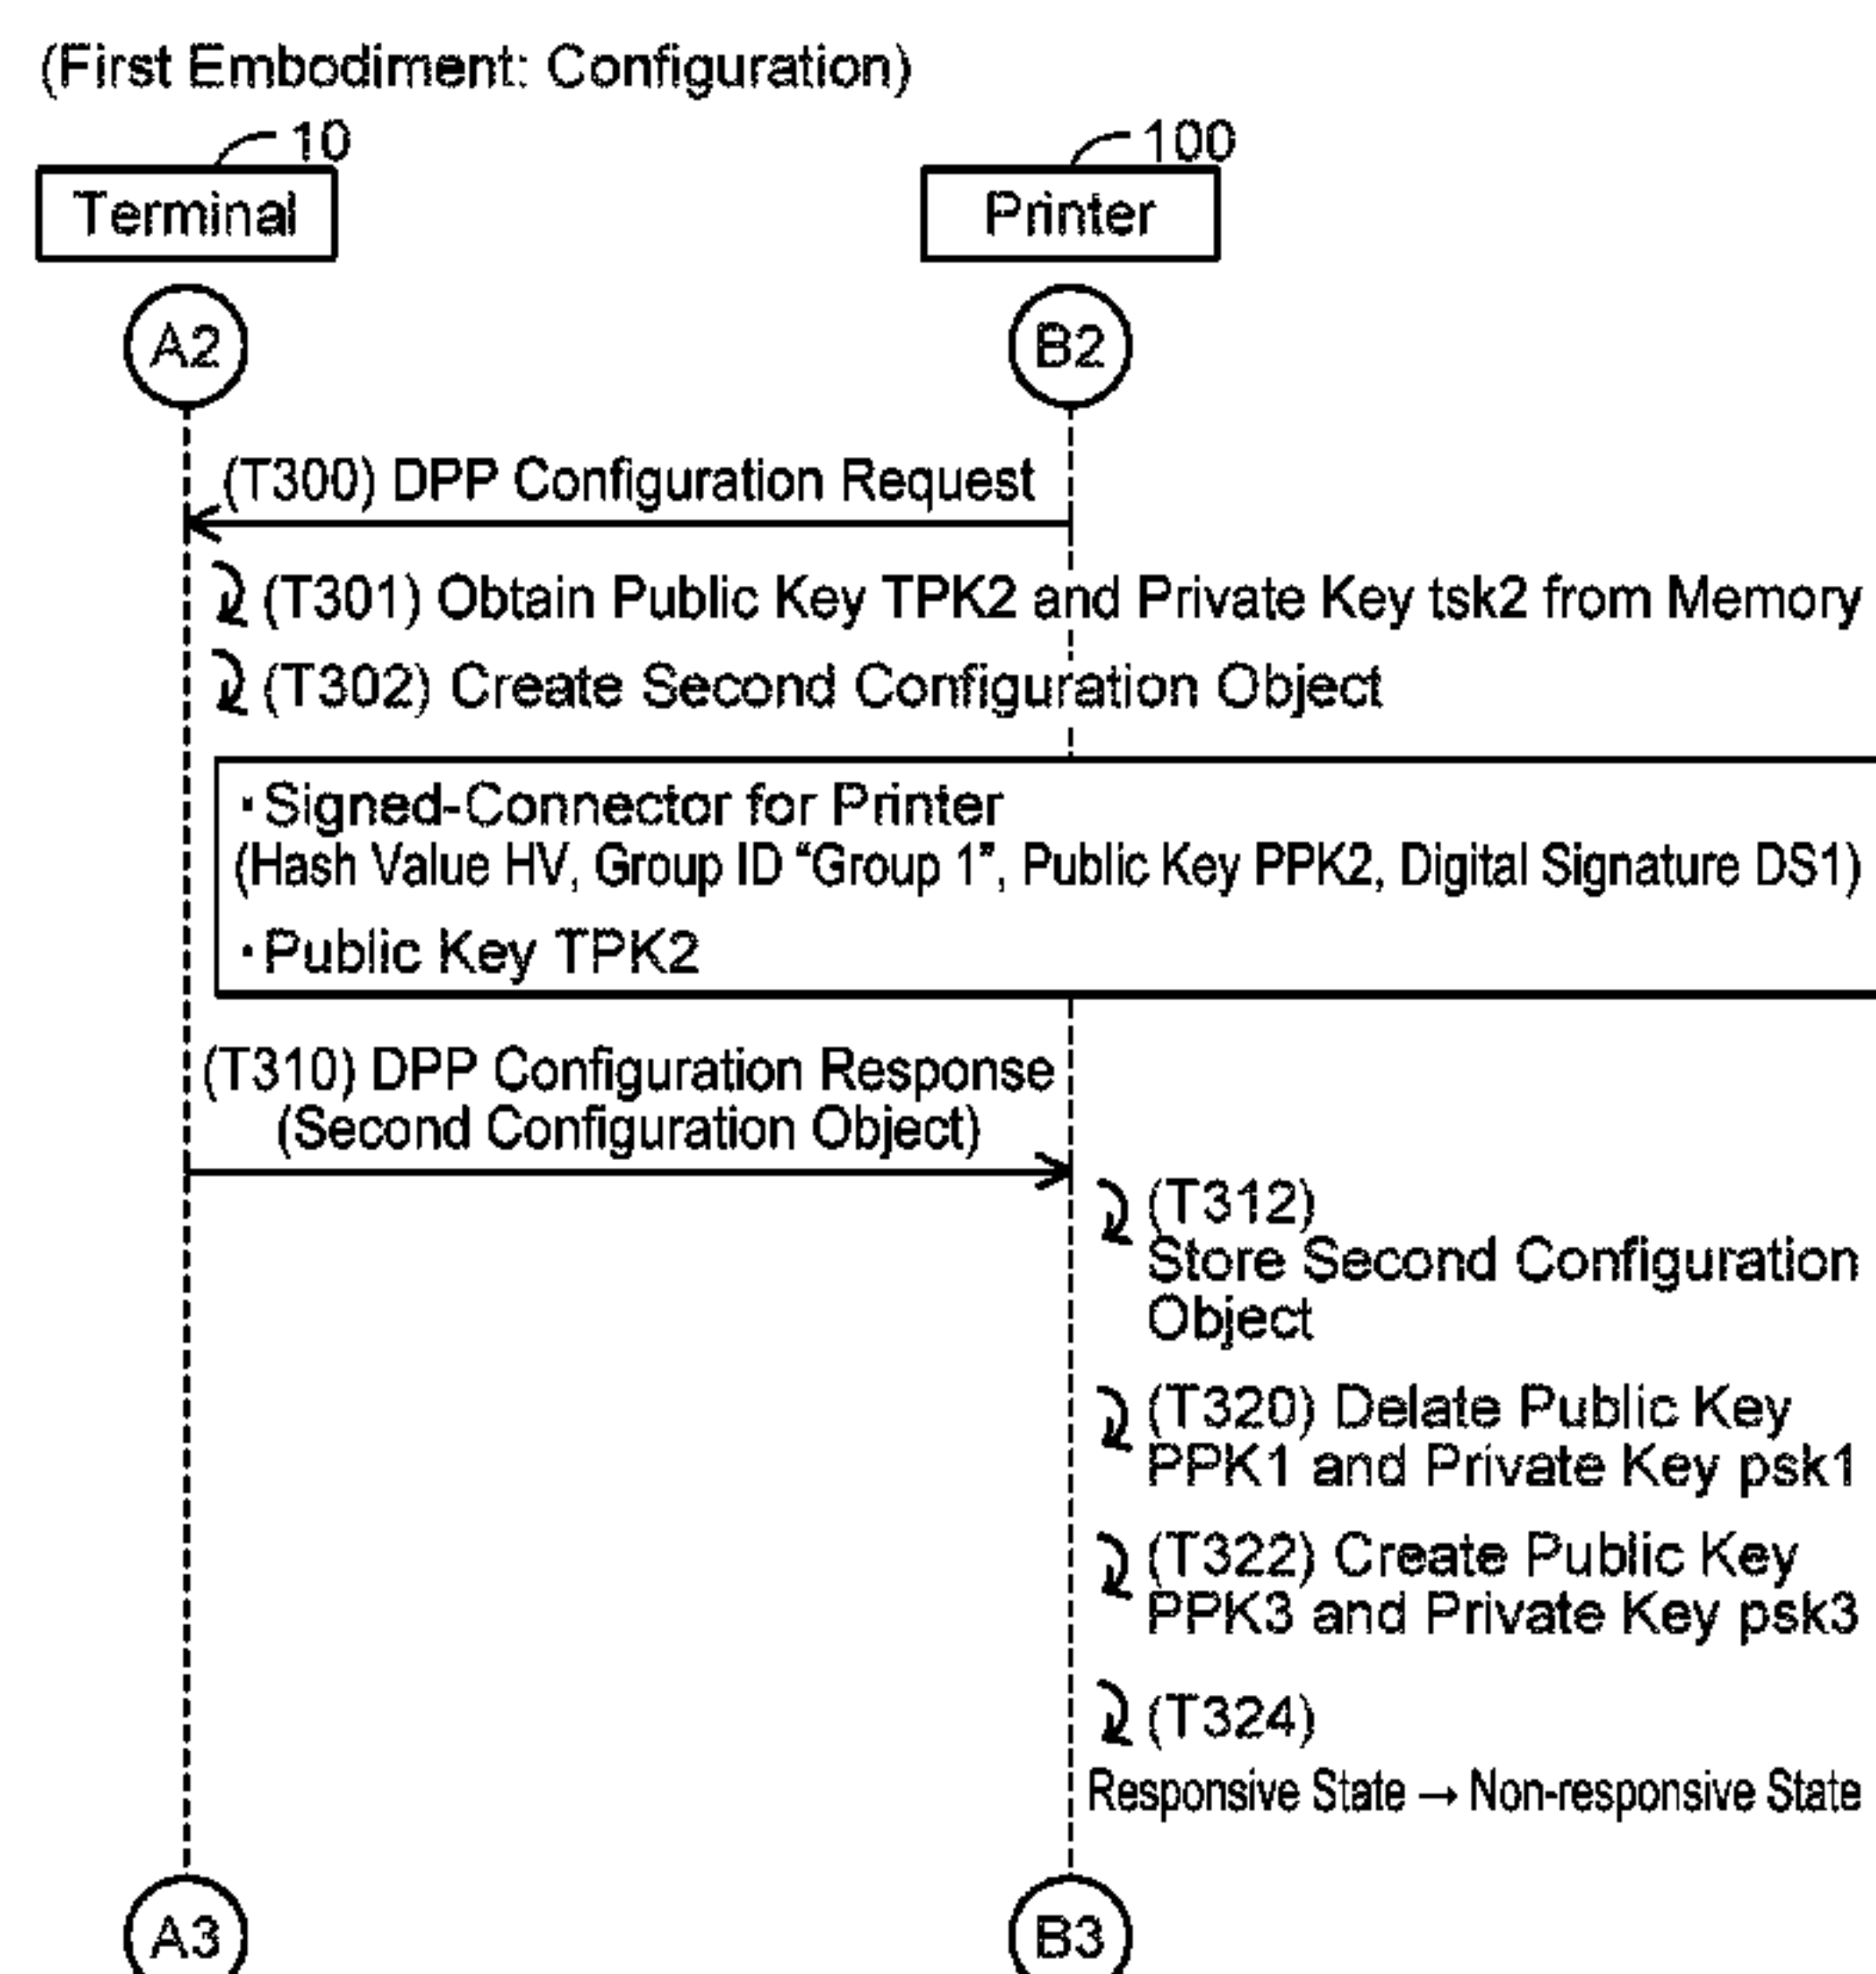 (First Embodiment: Configuration)
10
100
Terminal
Printer
A2
B2
(T300) DPP Configuration Request
(T301) Obtain Public Key TPK2 and Private Key tsk2 from Memory
(T302) Create Second Configuration Object
・Signed-Connector for Printer
(Hash Value HV, Group ID “Group 1”, Public Key PPK2, Digital Signature DS1)
・Public Key TPK2
(T310) DPP Configuration Response
(Second Configuration Object)
(T312)
Store Second Configuration
Object
(T320) Delate Public Key
PPK1 and Private Key psk1
(T322) Create Public Key
PPK3 and Private Key psk3
(T324)
Responsive State → Non-responsive State
A3
B3